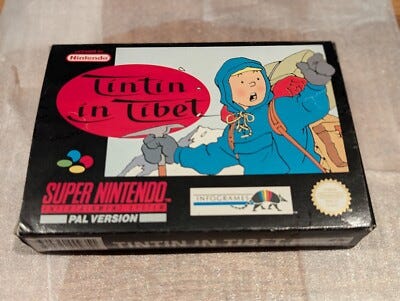 LICENSED BY
Nintendo
Tintin
in Tibet
SUPER NINTENDO
ENTERTAINMENT SYSTEM
PAL VERSION
INFOGRAMES
TINTIN IN TIBET